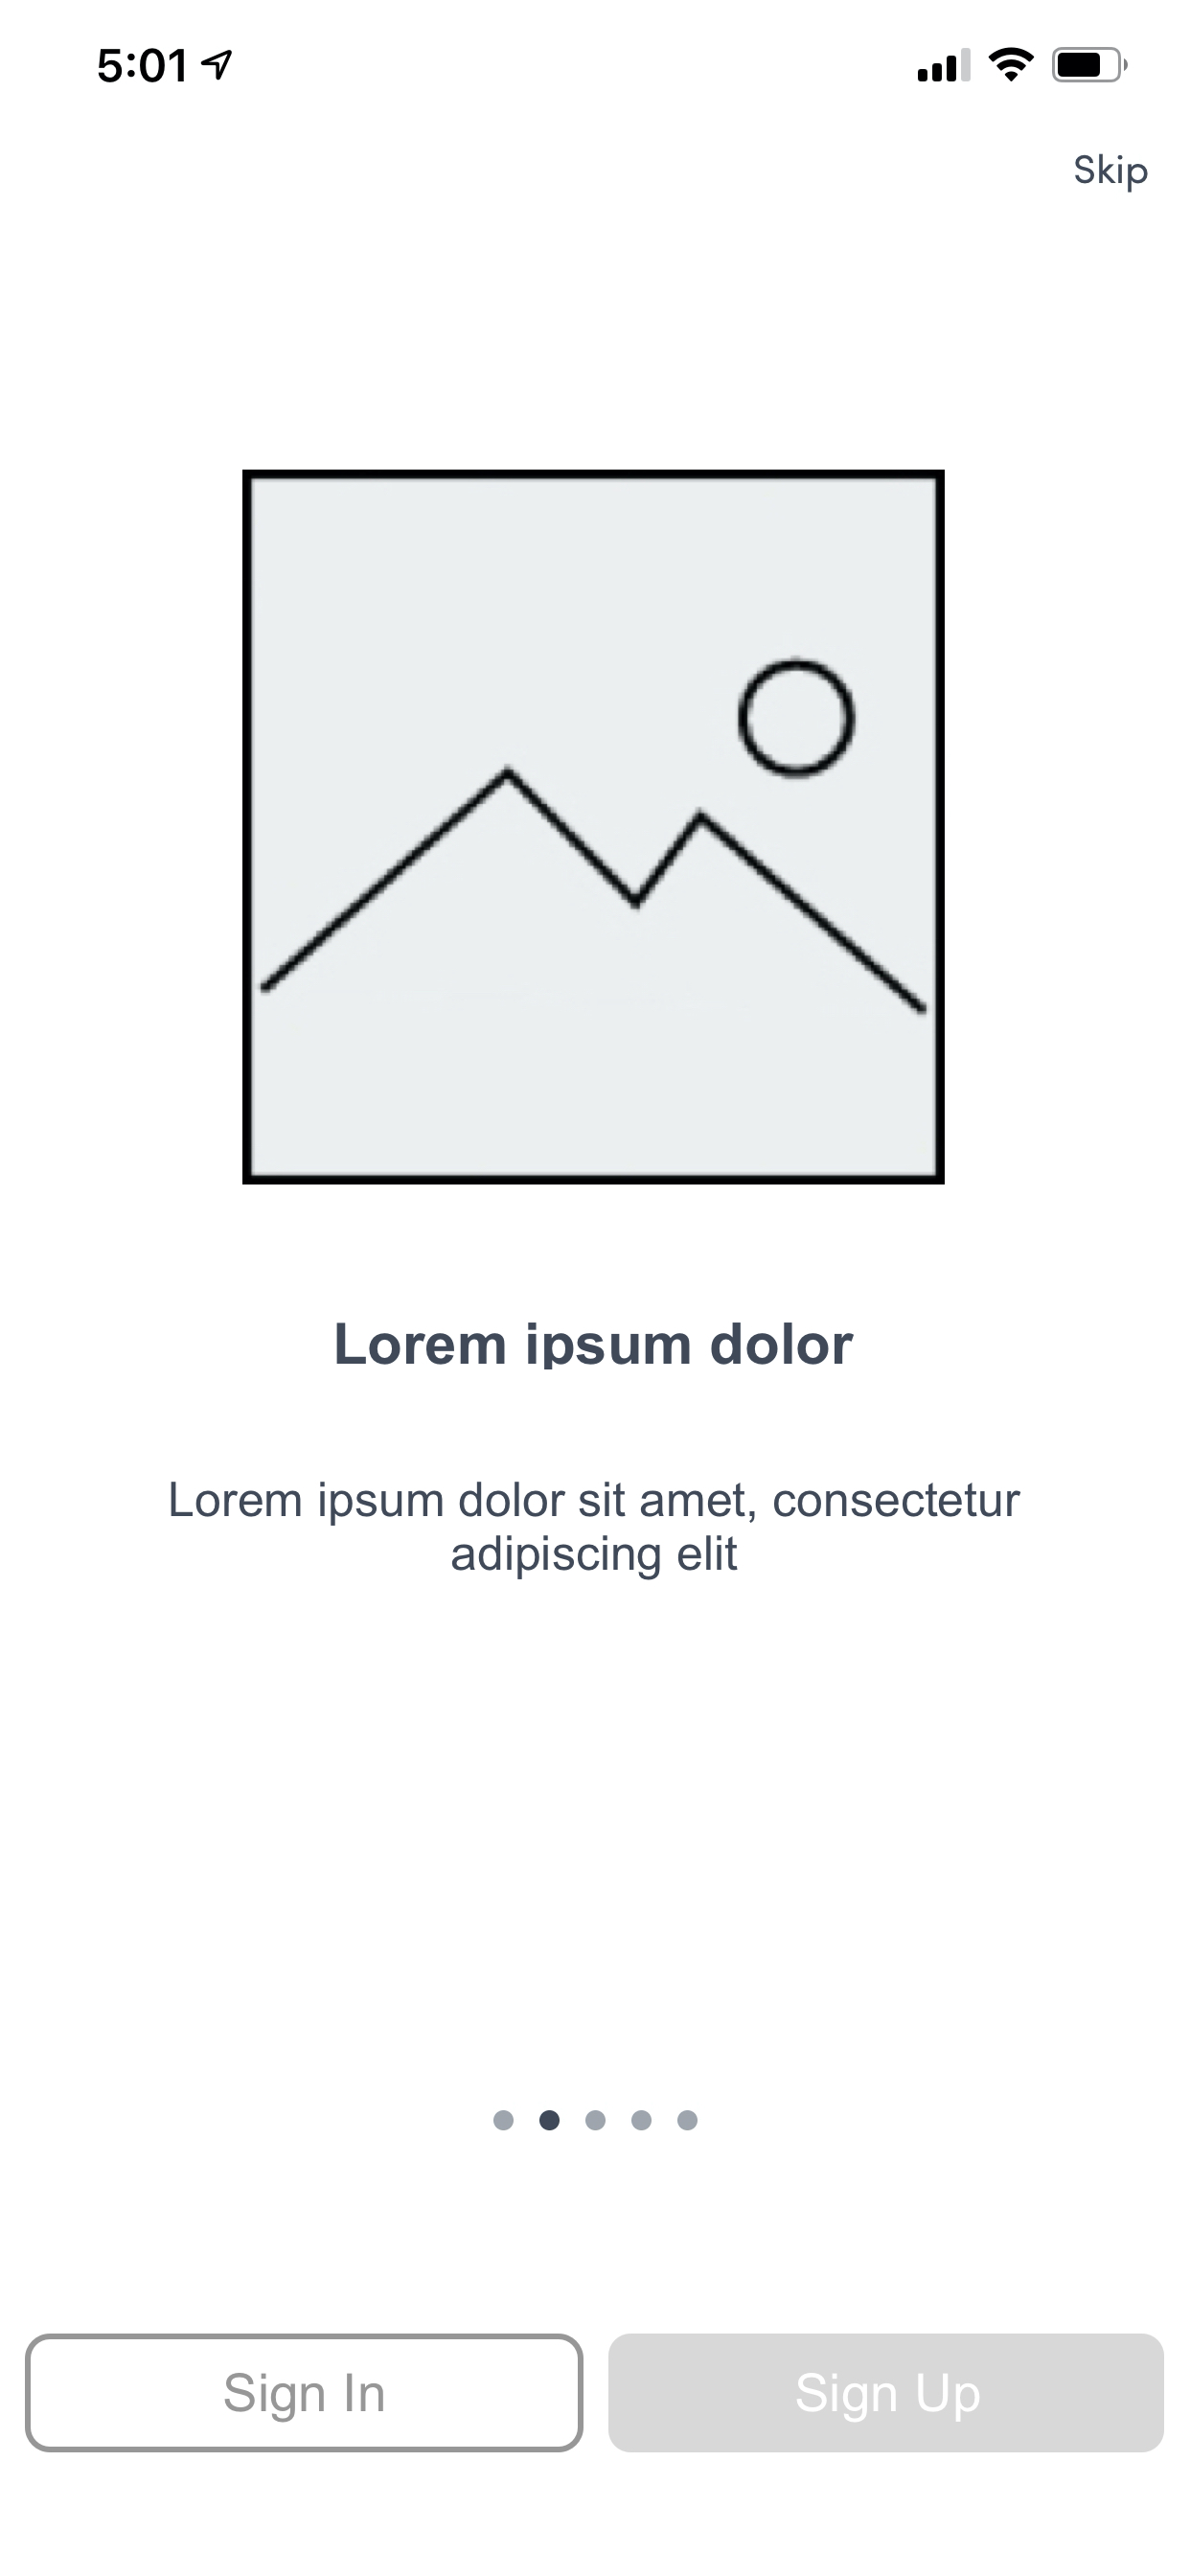 5:01
Skip
Lorem ipsum dolor
Lorem ipsum dolor sit amet, consectetur
adipiscing elit
Sign In
Sign Up